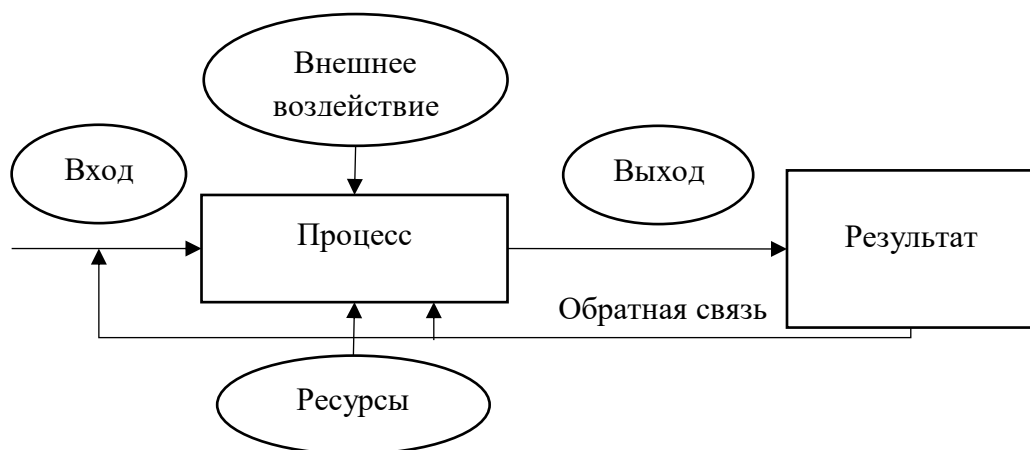 Внешнее
воздействие
Вход
Выход
Процесс
Результат
Обратная связь
Ресурсы